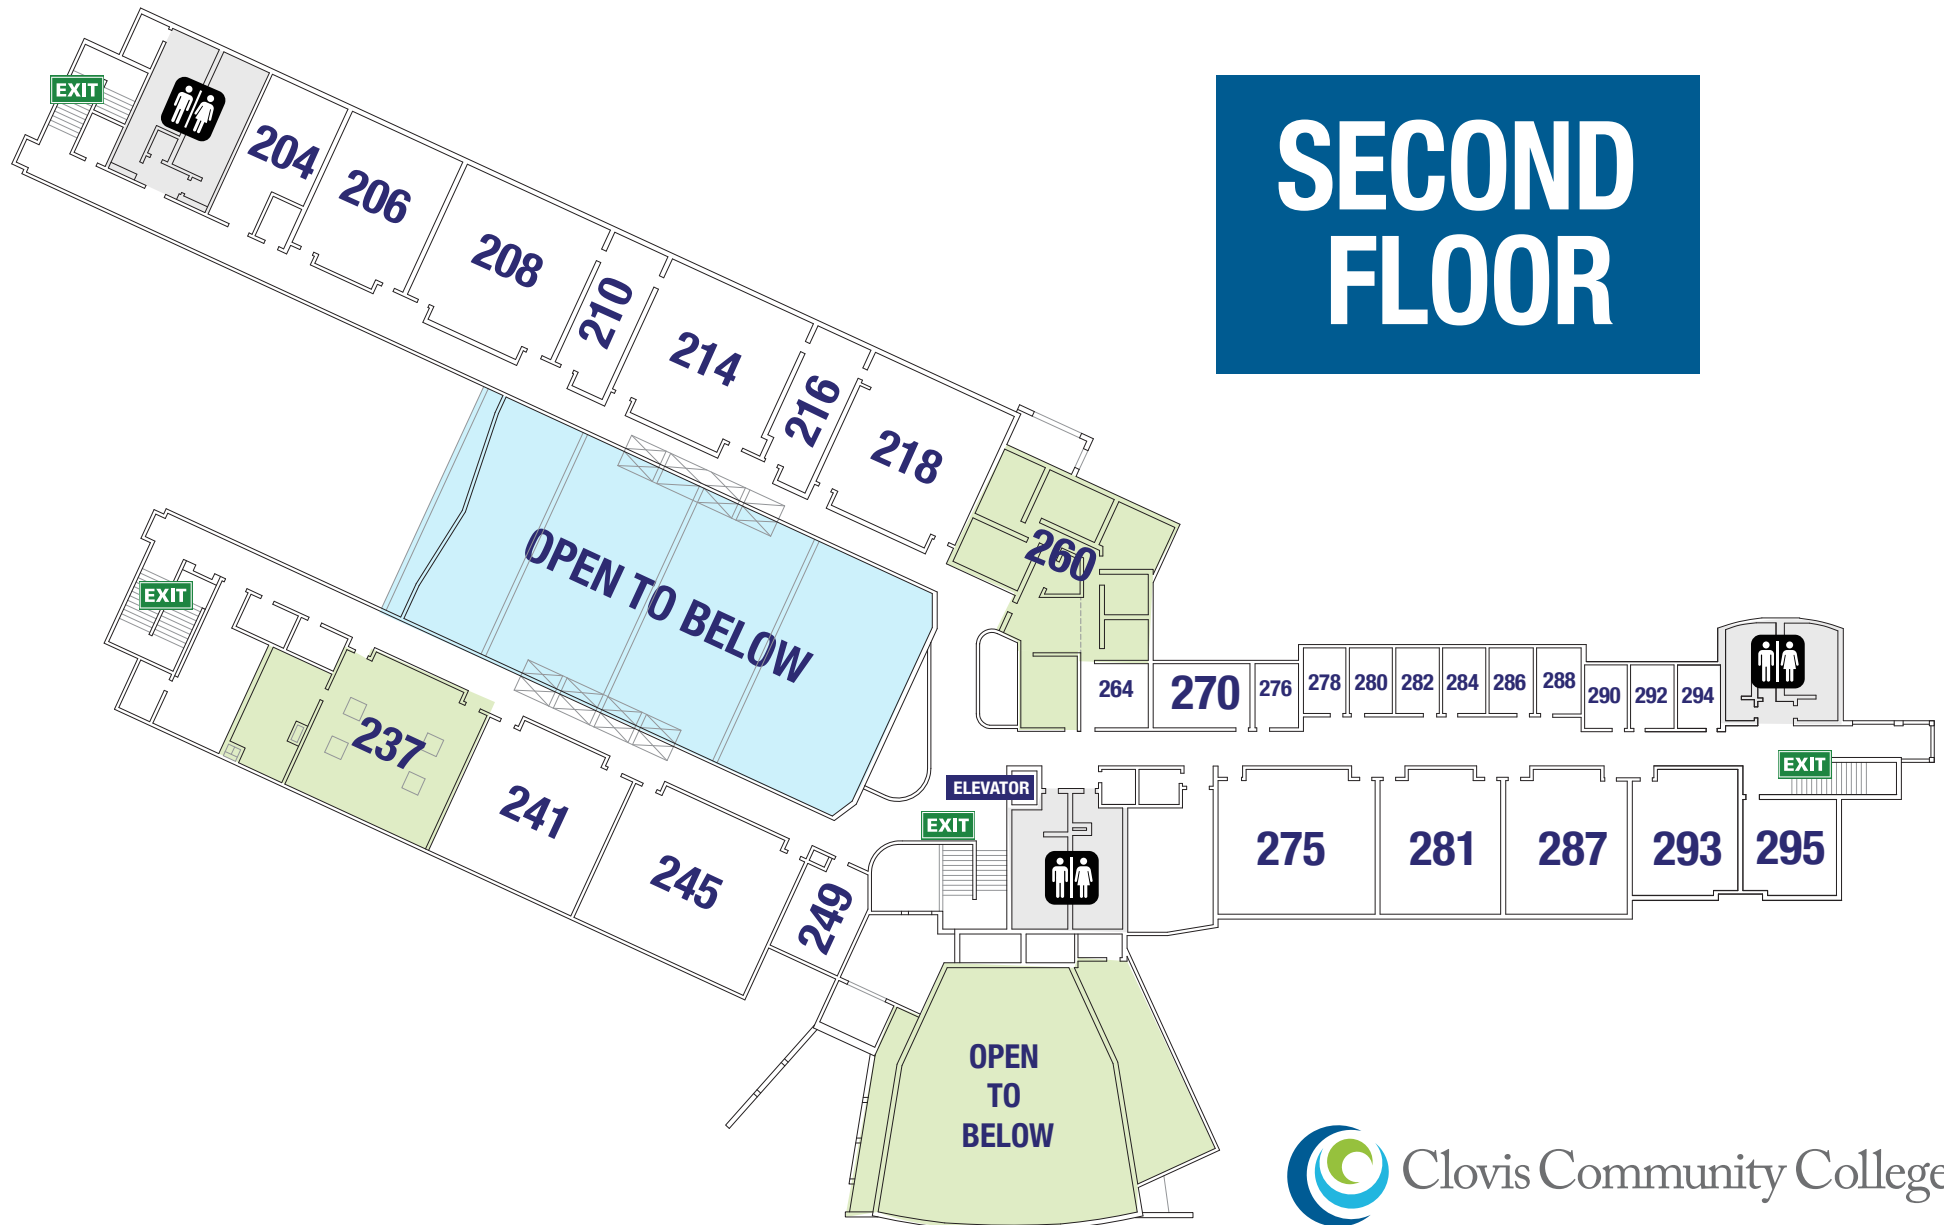 SECOND
FLOOR
EXIT
204
206
208
210
214
216
218
OPEN TO BELOW
260
EXIT
237
241
245
249
264
270
276
278
280
282
284
286
288
290
292
294
ELEVATOR
EXIT
EXIT
275
281
287
293
295
OPEN
TO
BELOW
Clovis Community College